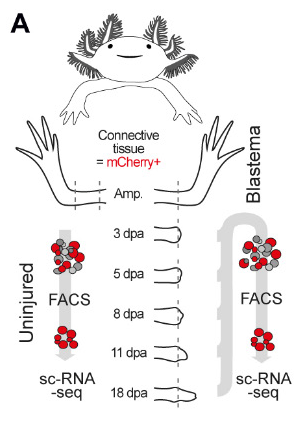 A
Connective
tissue
= mCherry+
Amp.
3 dpa
5 dpa
8 dpa
11 dpa
18 dpa
Uninjured
FACS
sc-RNA
-seq
Blastema
FACS
sc-RNA
-seq